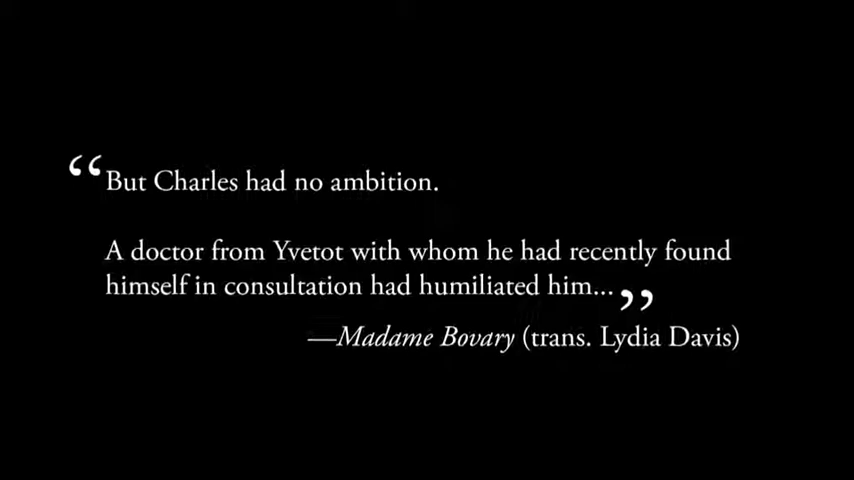 “But Charles had no ambition.
A doctor from Yvetot with whom he had recently found
himself in consultation had humiliated him...”
—Madame Bovary (trans. Lydia Davis)